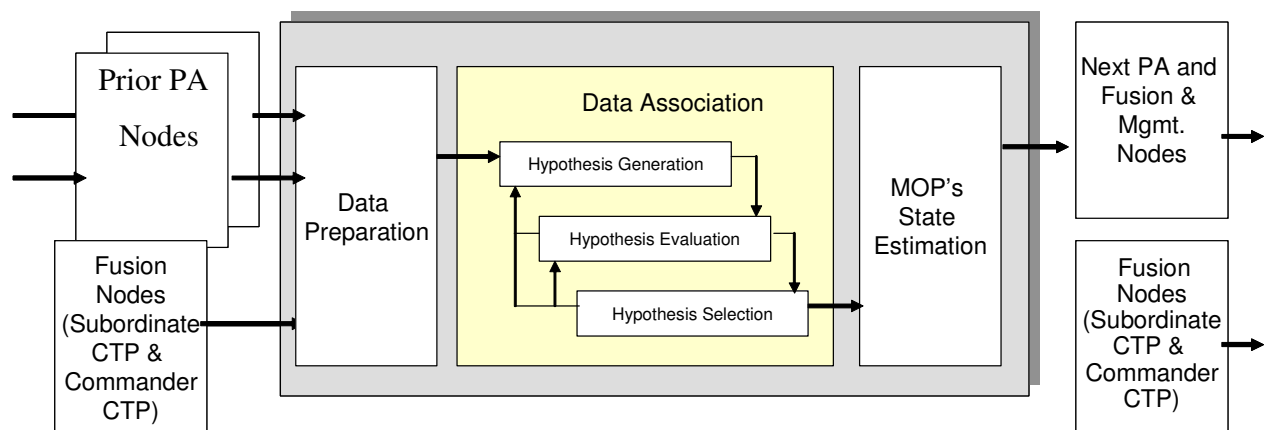 Prior PA
Nodes
Fusion
Nodes
(Subordinate
CTP &
Commander
CTP)
Data
Preparation
Data Association
Hypothesis Generation
Hypothesis Evaluation
Hypothesis Selection
MOP's
State
Estimation
Next PA and
Fusion &
Mgmt.
Nodes
Fusion
Nodes
(Subordinate
CTP &
Commander
CTP)